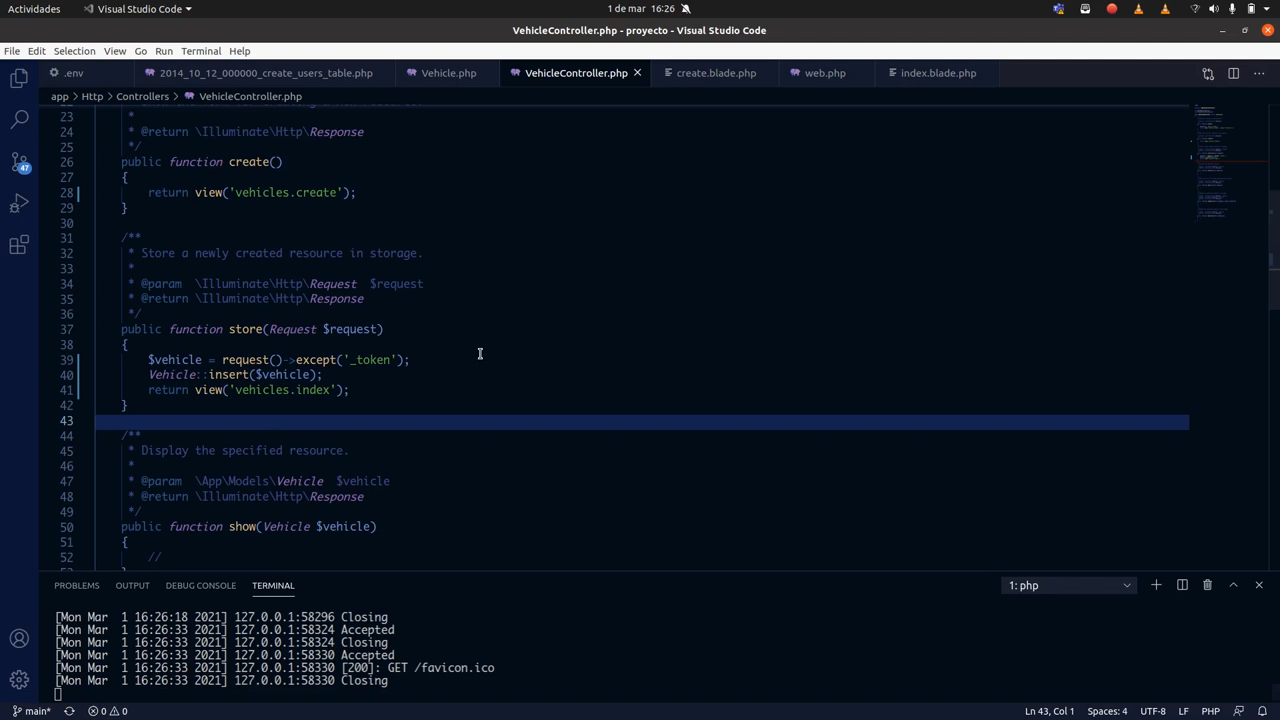 Actividades Visual Studio Code 1 de mar 16:26
VehicleController.php - proyecto - Visual Studio Code
File Edit Selection View Go Run Terminal Help
.env 2014_10_12_000000_create_users_table.php Vehicle.php VehicleController.php create.blade.php web.php index.blade.php
app > Http > Controllers > VehicleController.php
23 *
24 * @return \Illuminate\Http\Response
25 */
26 public function create()
27 {
28 return view('vehicles.create');
29 }
30
31 /**
32 * Store a newly created resource in storage.
33 *
34 * @param \Illuminate\Http\Request $request
35 * @return \Illuminate\Http\Response
36 */
37 public function store(Request $request)
38 {
39 $vehicle = request()->except('_token');
40 Vehicle::insert($vehicle);
41 return view('vehicles.index');
42 }
43
44 /**
45 * Display the specified resource.
46 *
47 * @param \App\Models\Vehicle $vehicle
48 * @return \Illuminate\Http\Response
49 */
50 public function show(Vehicle $vehicle)
51 {
52 //
47
PROBLEMS OUTPUT DEBUG CONSOLE TERMINAL 1: php
[Mon Mar 1 16:26:18 2021] 127.0.0.1:58296 Closing
[Mon Mar 1 16:26:33 2021] 127.0.0.1:58324 Accepted
[Mon Mar 1 16:26:33 2021] 127.0.0.1:58324 Closing
[Mon Mar 1 16:26:33 2021] 127.0.0.1:58330 Accepted
[Mon Mar 1 16:26:33 2021] 127.0.0.1:58330 [200]: GET /favicon.ico
[Mon Mar 1 16:26:33 2021] 127.0.0.1:58330 Closing
main* 0 0 Ln 43, Col 1 Spaces: 4 UTF-8 LF PHP